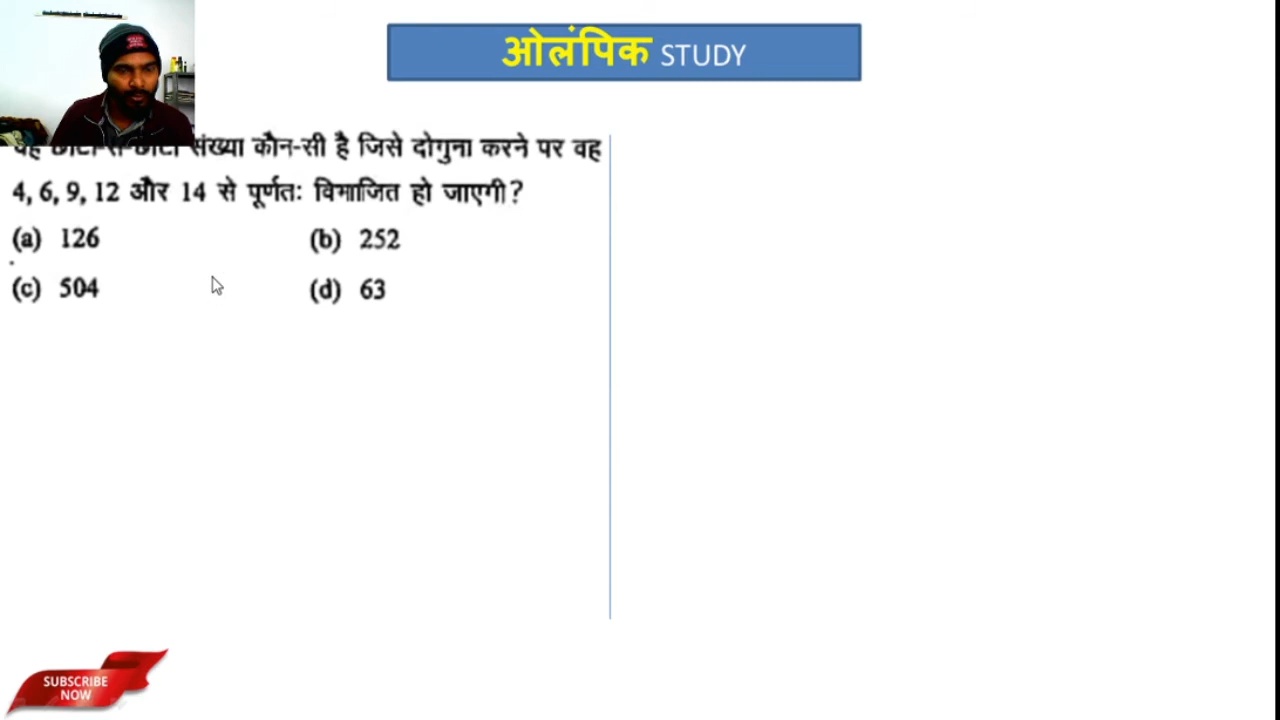 ओलंपिक STUDY
संख्या कौन-सी है जिसे दोगुना करने पर वह
4, 6, 9, 12 और 14 से पूर्णतः विभाजित हो जाएगी?
(a) 126 (b) 252
(c) 504 (d) 63
SUBSCRIBE
NOW